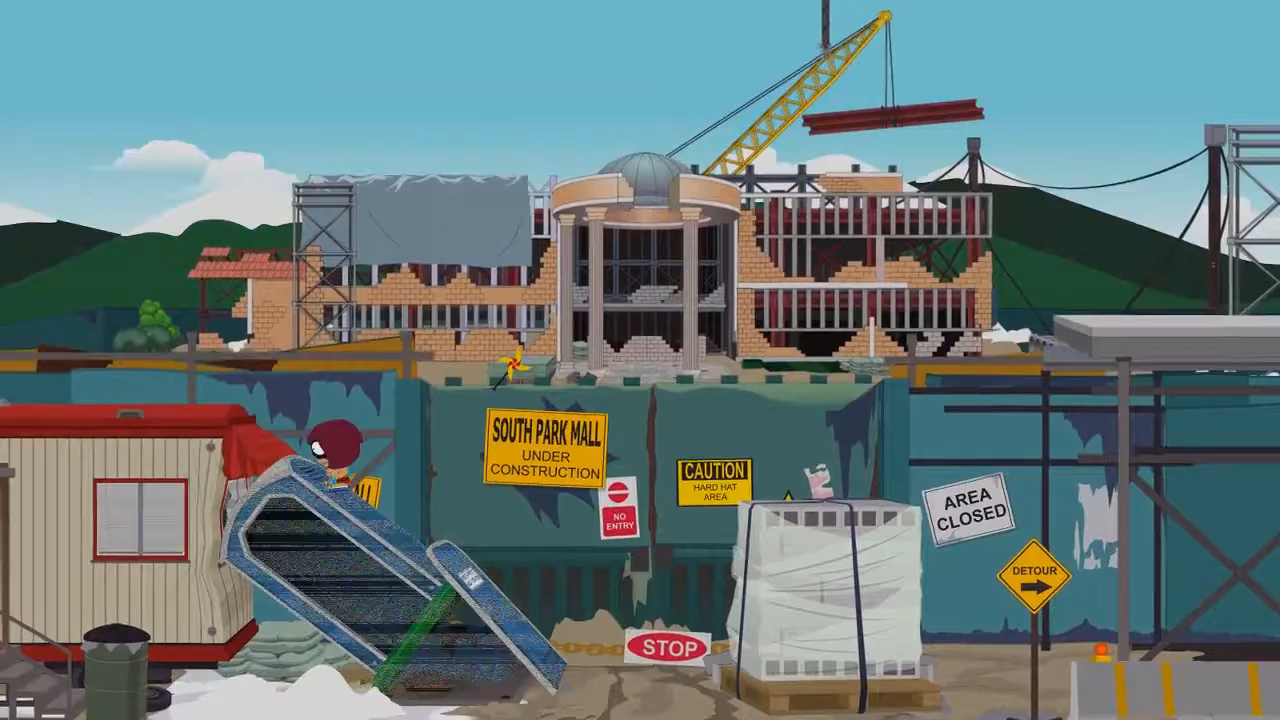 SOUTH PARK MALL
UNDER
CONSTRUCTION
CAUTION
HARD HAT
AREA
NO
ENTRY
AREA
CLOSED
DETOUR
STOP